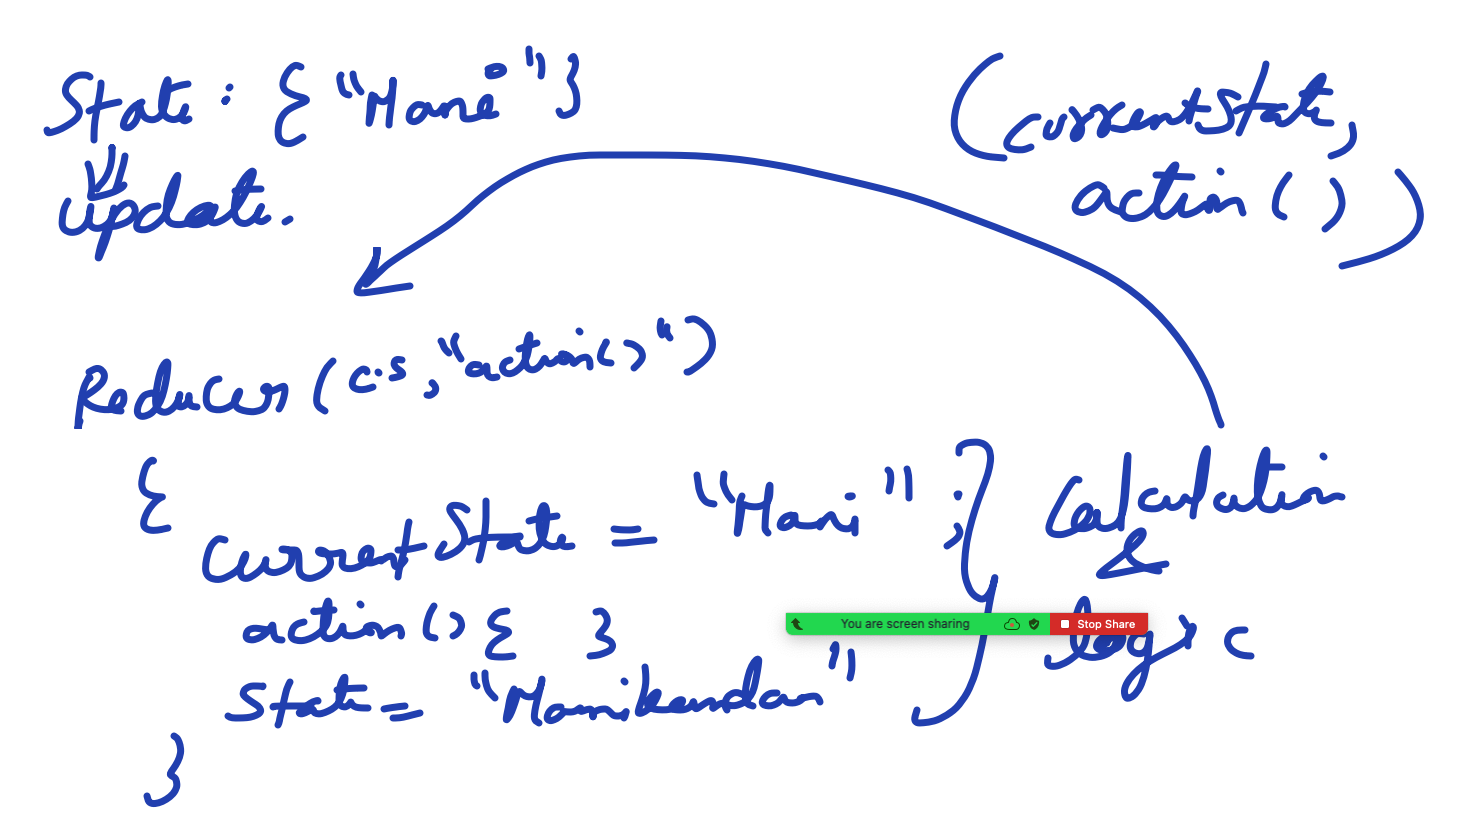 State : { "Mani" }
update.
(currentState,
action ( ) )
Reducer ( c.s , "action()" )
{
currentState = "Mani" ;
action () { }
State = "Manikandan"
}
Calculation
&
logic
You are screen sharing Stop Share